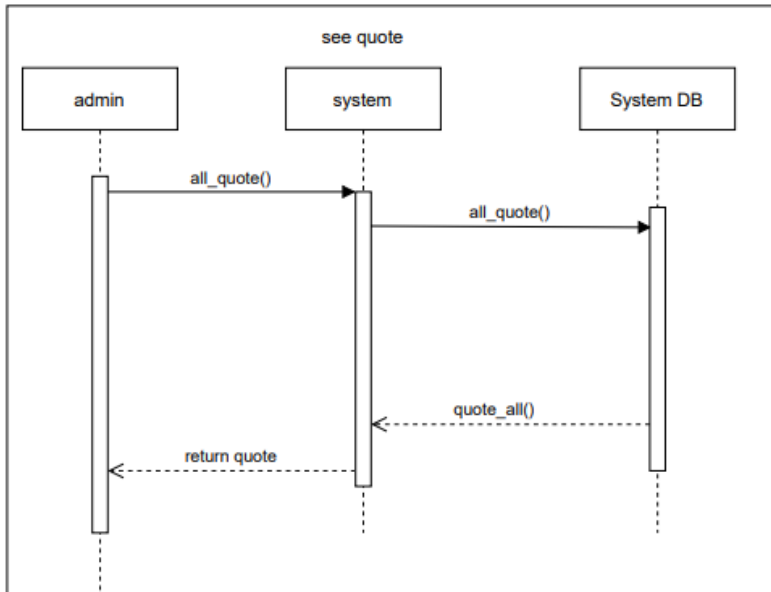 see quote
admin
system
System DB
all_quote()
all_quote()
quote_all()
return quote